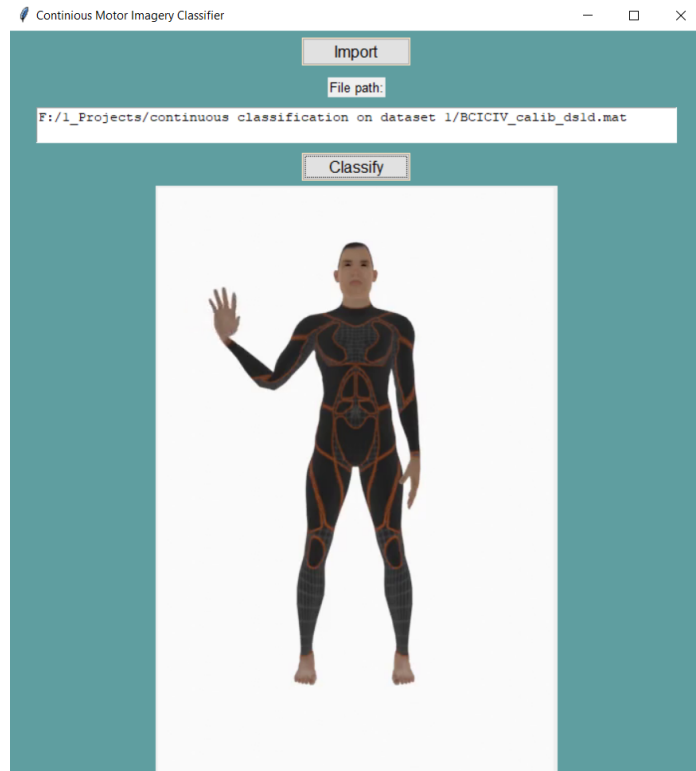 Continious Motor Imagery Classifier
Import
File path:
F:/1_Projects/continuous classification on dataset 1/BCICIV_calib_ds1d.mat
Classify